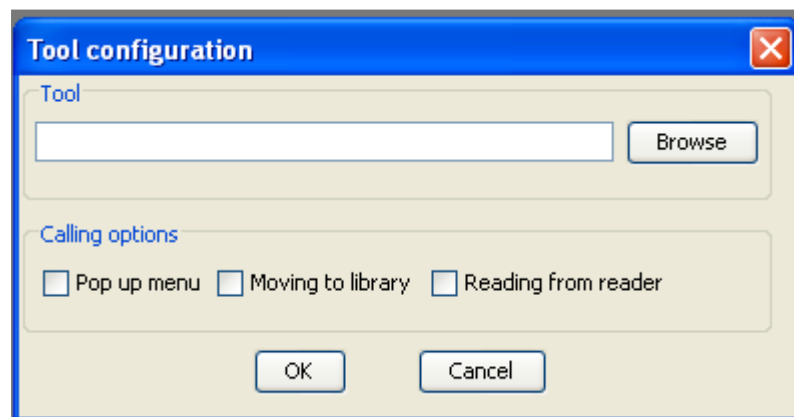 Tool configuration
Tool
Browse
Calling options
Pop up menu Moving to library Reading from reader
OK Cancel